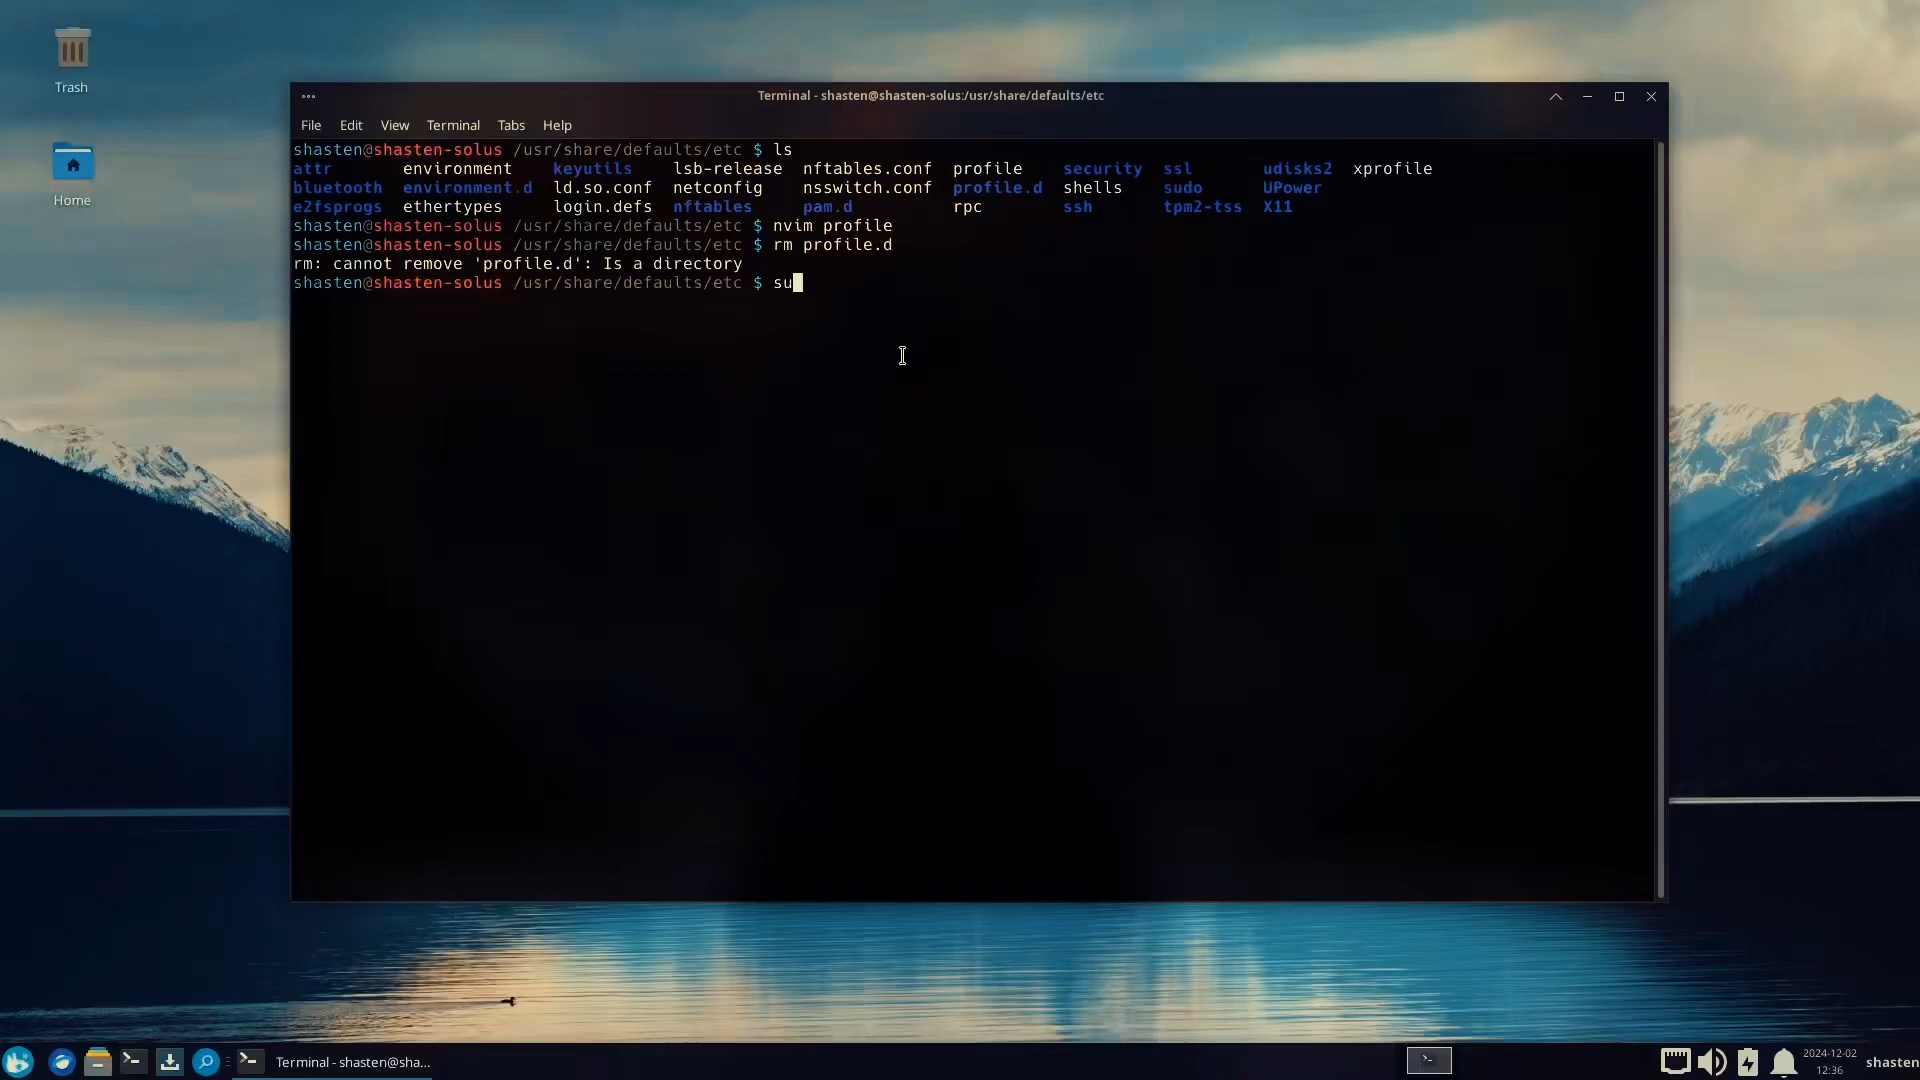 Trash
Home
Terminal - shasten@shasten-solus:/usr/share/defaults/etc
File Edit View Terminal Tabs Help
shasten@shasten-solus /usr/share/defaults/etc $ ls
attr environment keyutils lsb-release nftables.conf profile security ssl udisks2 xprofile
bluetooth environment.d ld.so.conf netconfig nsswitch.conf profile.d shells sudo UPower
e2fsprogs ethertypes login.defs nftables pam.d rpc ssh tpm2-tss X11
shasten@shasten-solus /usr/share/defaults/etc $ nvim profile
shasten@shasten-solus /usr/share/defaults/etc $ rm profile.d
rm: cannot remove 'profile.d': Is a directory
shasten@shasten-solus /usr/share/defaults/etc $ su
Terminal - shasten@sha...
2024-12-02
12:36
shasten